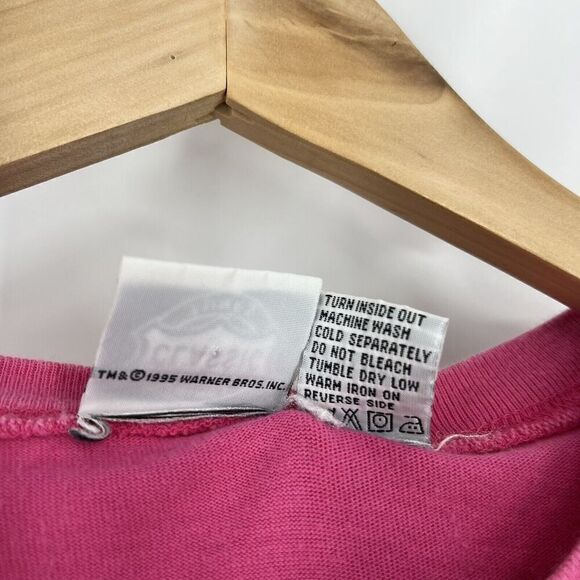 TM&©1995 WARNER BROS.INC.
TURN INSIDE OUT
MACHINE WASH
COLD SEPARATELY
DO NOT BLEACH
TUMBLE DRY LOW
WARM IRON ON
REVERSE SIDE